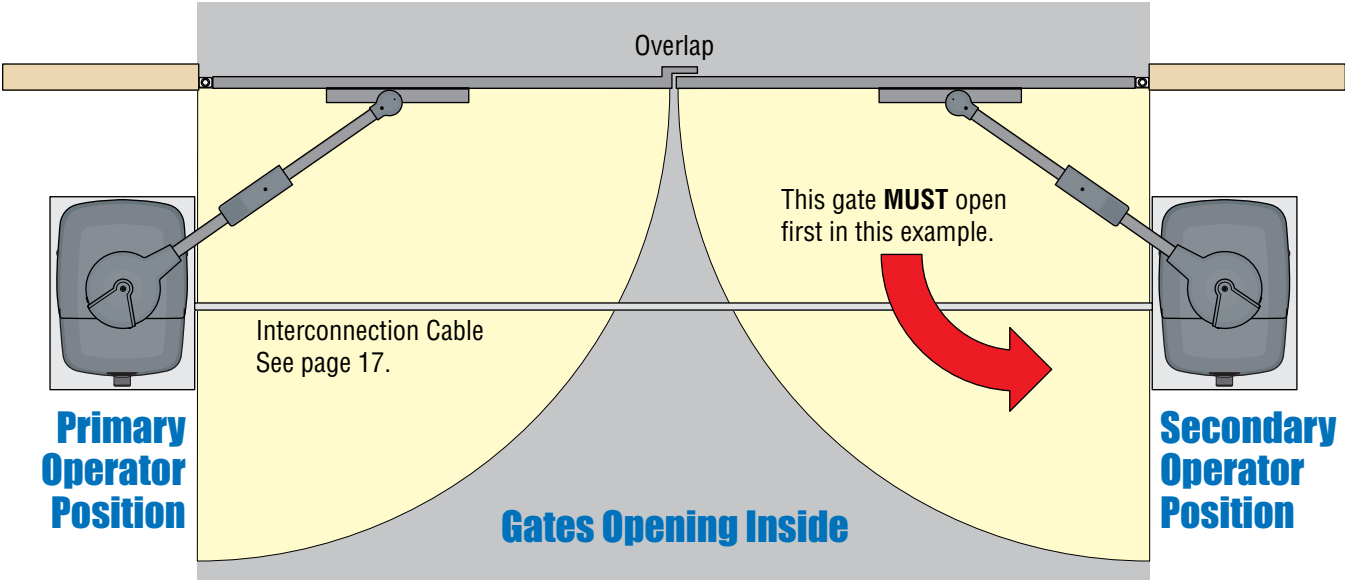 Overlap
This gate MUST open
first in this example.
Interconnection Cable
See page 17.
Primary
Operator
Position
Secondary
Operator
Position
Gates Opening Inside